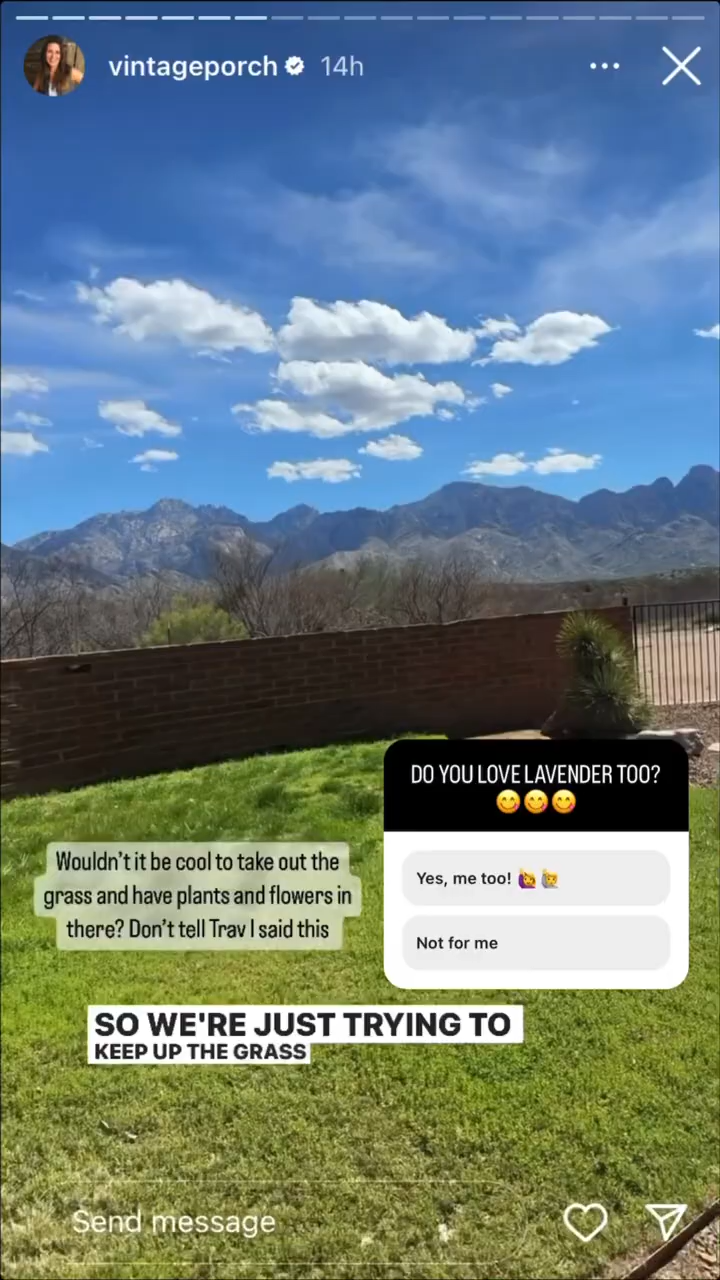 vintageporch 14h
Wouldn't it be cool to take out the
grass and have plants and flowers in
there? Don't tell Trav I said this
DO YOU LOVE LAVENDER TOO?
😋😋😋
Yes, me too! 🙋‍♀️🙋‍♂️
Not for me
SO WE'RE JUST TRYING TO
KEEP UP THE GRASS
Send message